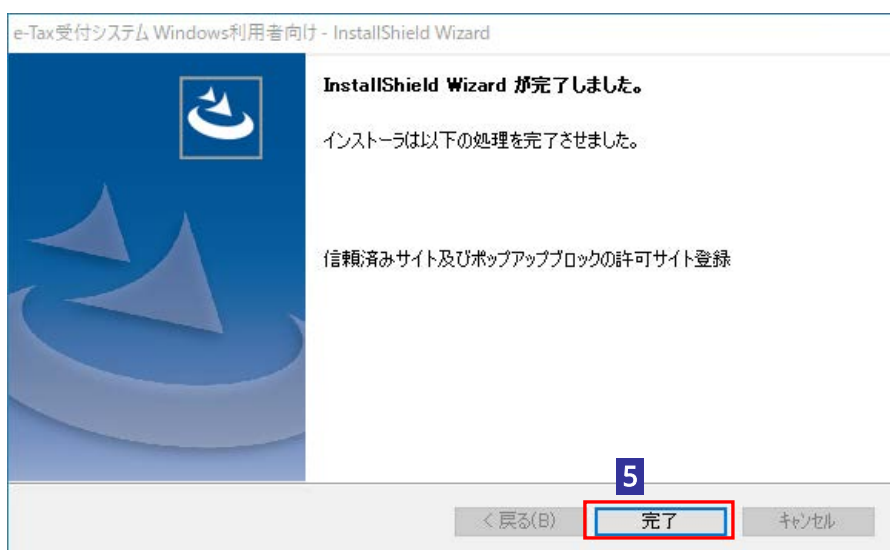 e-Tax受付システム Windows利用者向け - InstallShield Wizard
InstallShield Wizard が完了しました。
インストーラは以下の処理を完了させました。
信頼済みサイト及びポップアップブロックの許可サイト登録
5
< 戻る(B)
完了
キャンセル